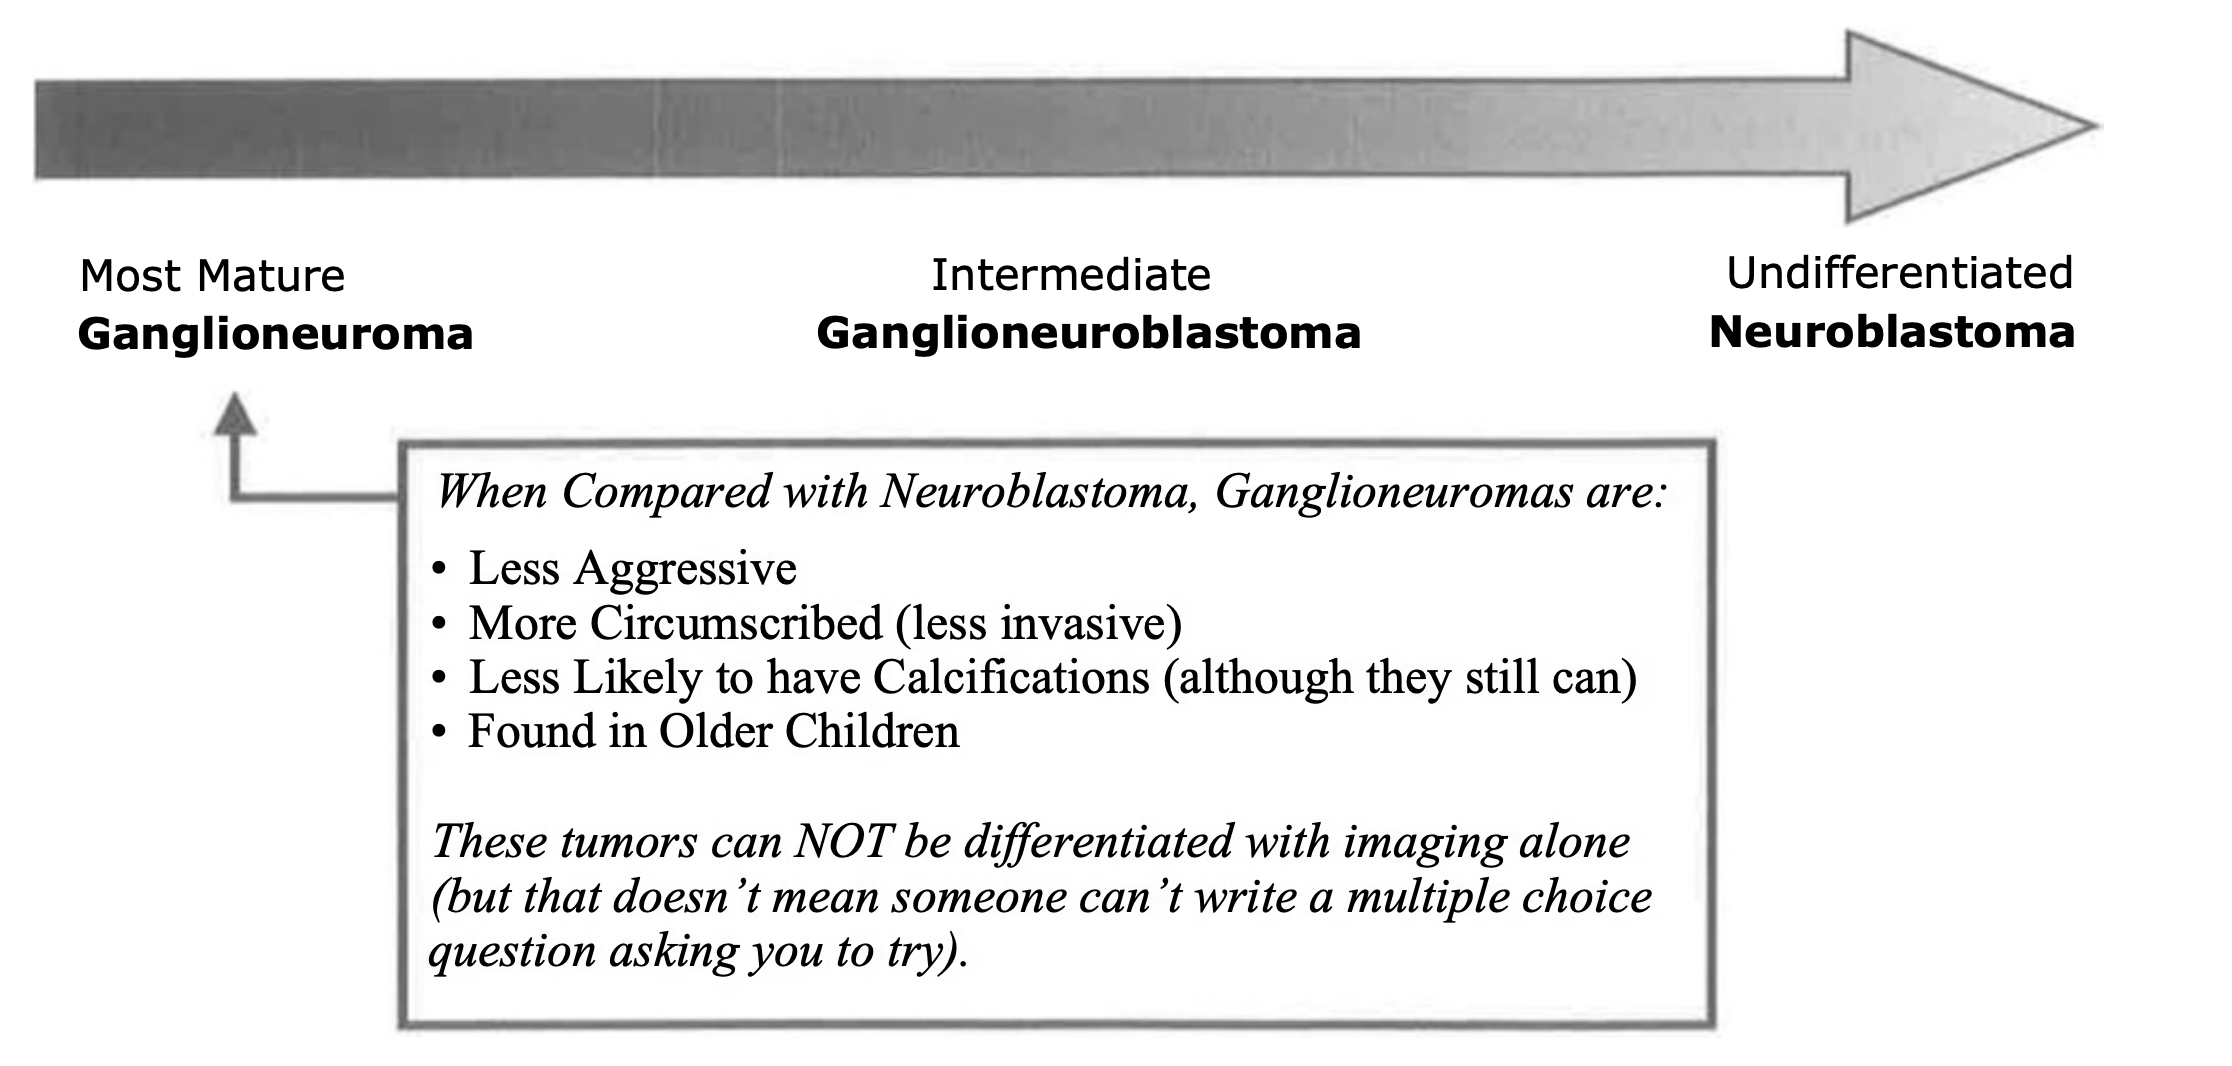 Most Mature
Ganglioneuroma
Intermediate
Ganglioneuroblastoma
Undifferentiated
Neuroblastoma
When Compared with Neuroblastoma, Ganglioneuromas are:
• Less Aggressive
• More Circumscribed (less invasive)
• Less Likely to have Calcifications (although they still can)
• Found in Older Children
These tumors can NOT be differentiated with imaging alone
(but that doesn’t mean someone can’t write a multiple choice
question asking you to try).